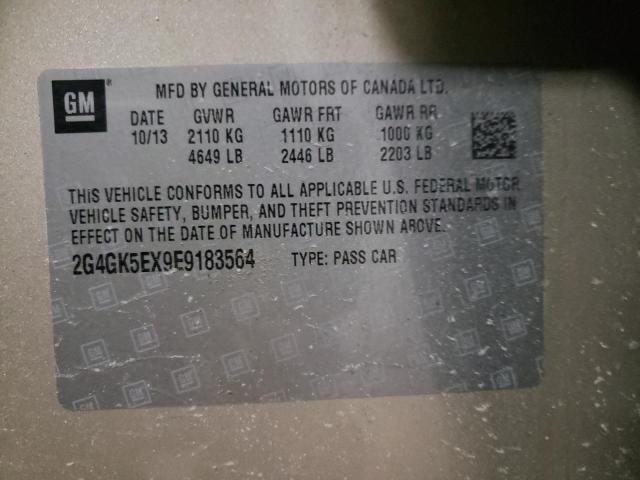 GM®
MFD BY GENERAL MOTORS OF CANADA LTD.
DATE GVWR GAWR FRT GAWR RR
10/13 2110 KG 1110 KG 1000 KG
4649 LB 2446 LB 2203 LB
THIS VEHICLE CONFORMS TO ALL APPLICABLE U.S. FEDERAL MOTOR
VEHICLE SAFETY, BUMPER, AND THEFT PREVENTION STANDARDS IN
EFFECT ON THE DATE OF MANUFACTURE SHOWN ABOVE.
2G4GK5EX9E9183564 TYPE: PASS CAR